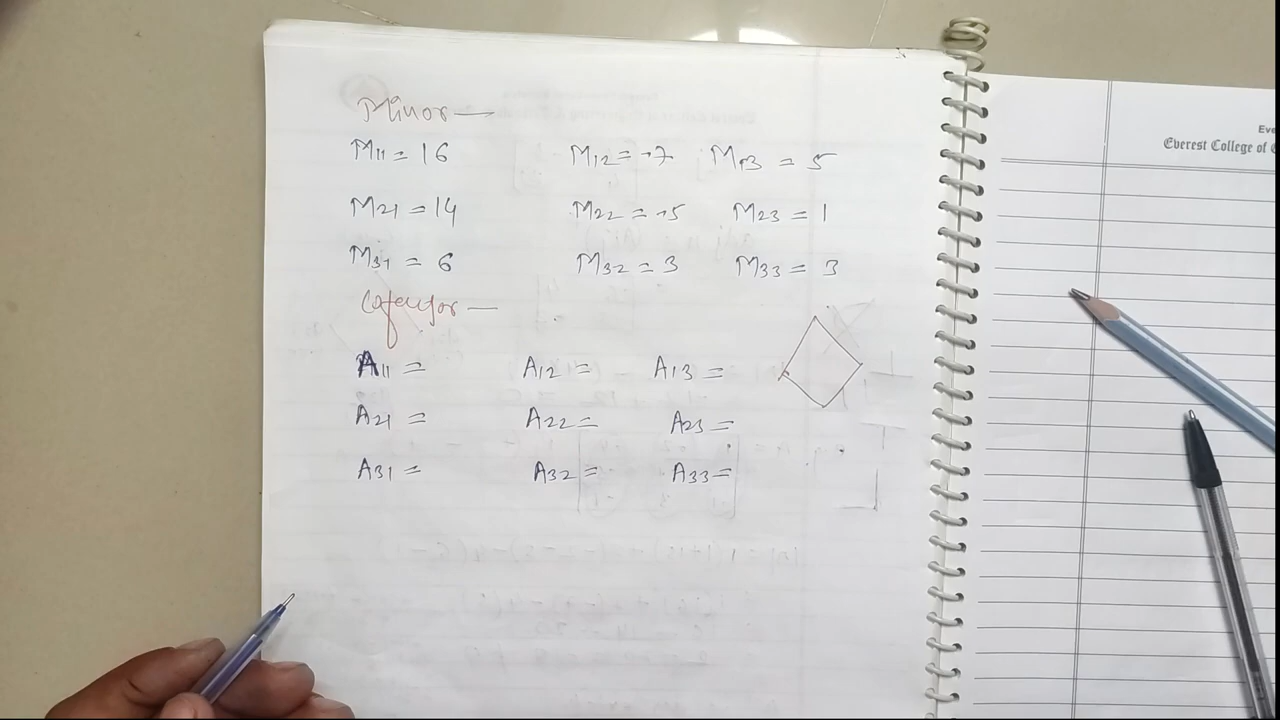 Minor —
M11 = 16 M12 = -7 M13 = 5
M21 = 14 M22 = -5 M23 = 1
M31 = 6 M32 = 3 M33 = 3
A11 = A12 = A13 =
A21 = A22 = A23 =
A31 = A32 = A33 =
Everest College of